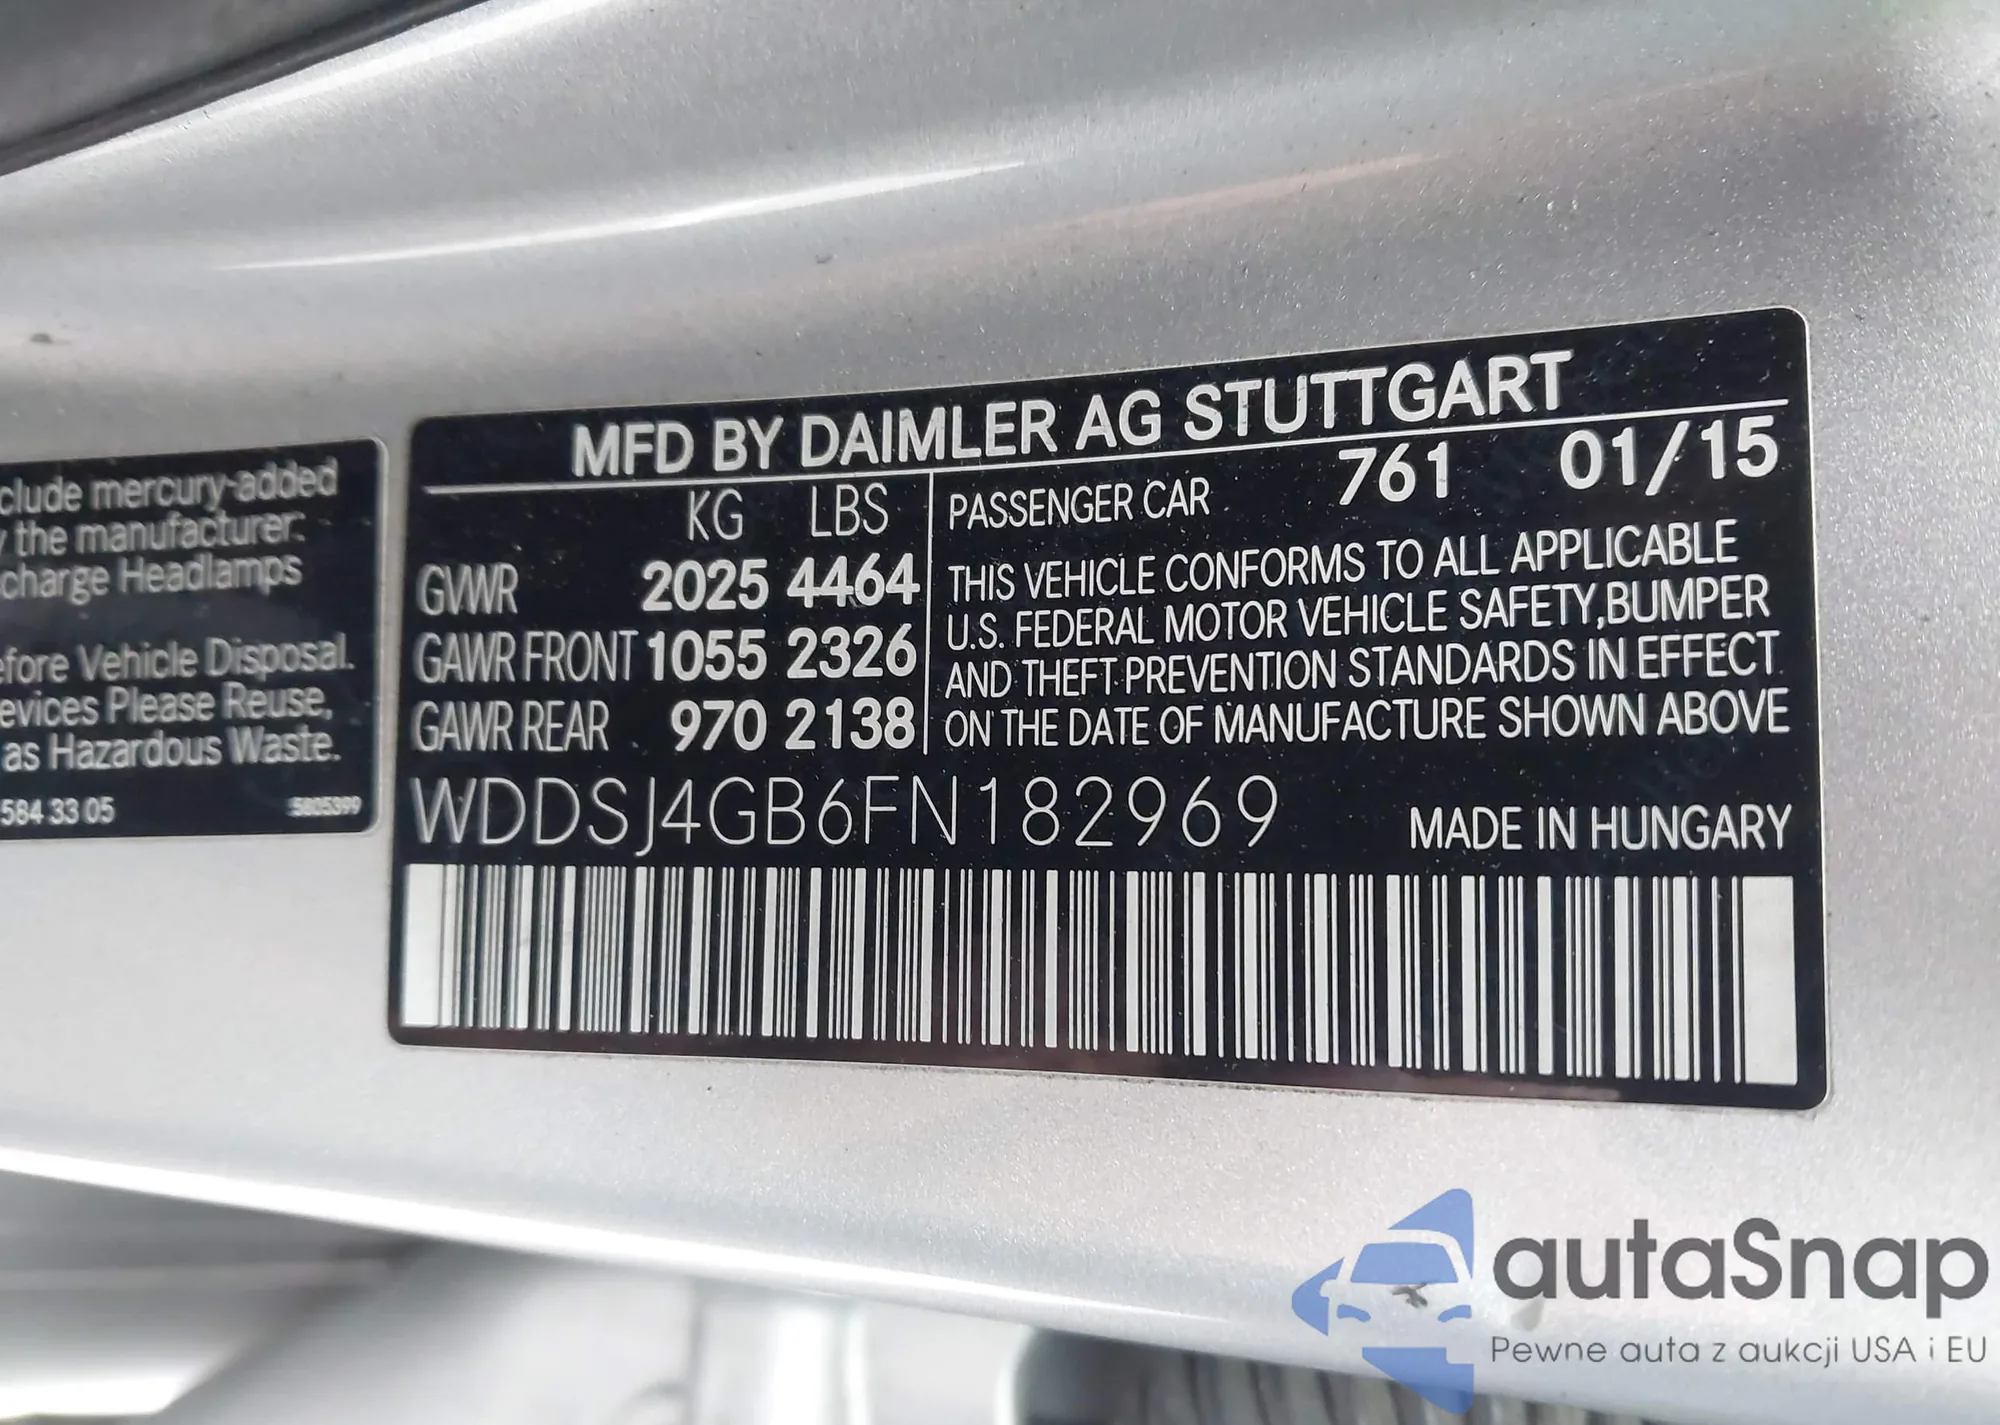 clude mercury-added
the manufacturer.
charge Headlamps
efore Vehicle Disposal.
evices Please Reuse,
as Hazardous Waste.
584 33 05 5805399
MFD BY DAIMLER AG STUTTGART
KG LBS
GVWR 2025 4464
GAWR FRONT 1055 2326
GAWR REAR 970 2138
PASSENGER CAR 761 01/15
THIS VEHICLE CONFORMS TO ALL APPLICABLE
U.S. FEDERAL MOTOR VEHICLE SAFETY,BUMPER
AND THEFT PREVENTION STANDARDS IN EFFECT
ON THE DATE OF MANUFACTURE SHOWN ABOVE
WDDSJ4GB6FN182969 MADE IN HUNGARY
autaSnap
Pewne auta z aukcji USA i EU